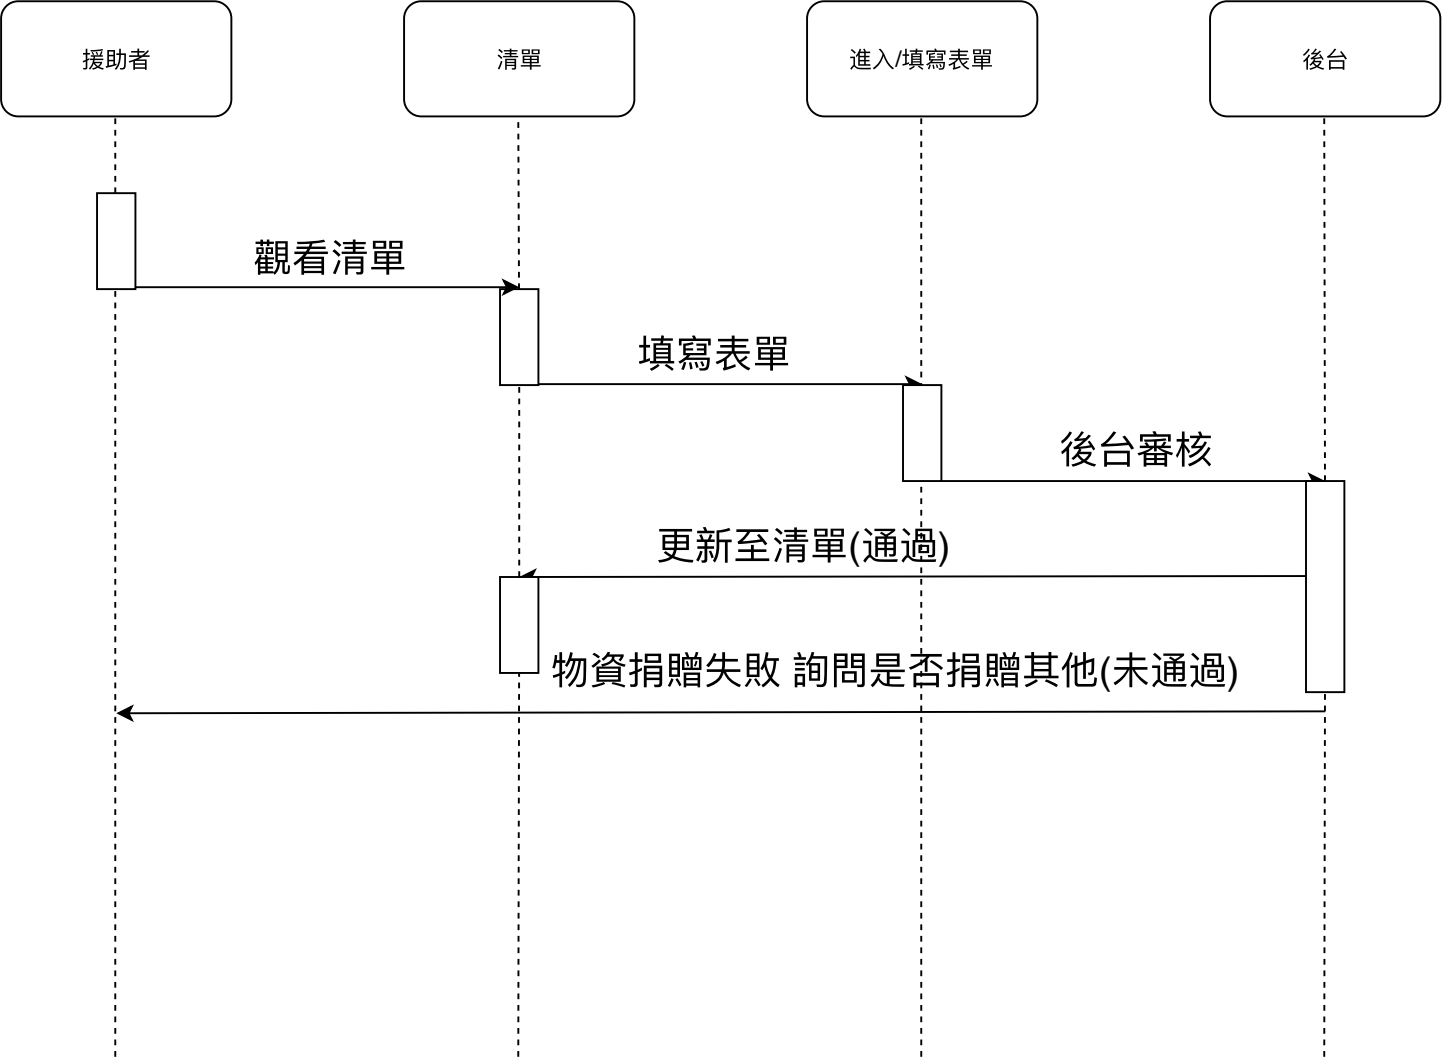 援助者
清單
進入/填寫表單
後台
觀看清單
填寫表單
後台審核
更新至清單(通過)
物資捐贈失敗 詢問是否捐贈其他(未通過)